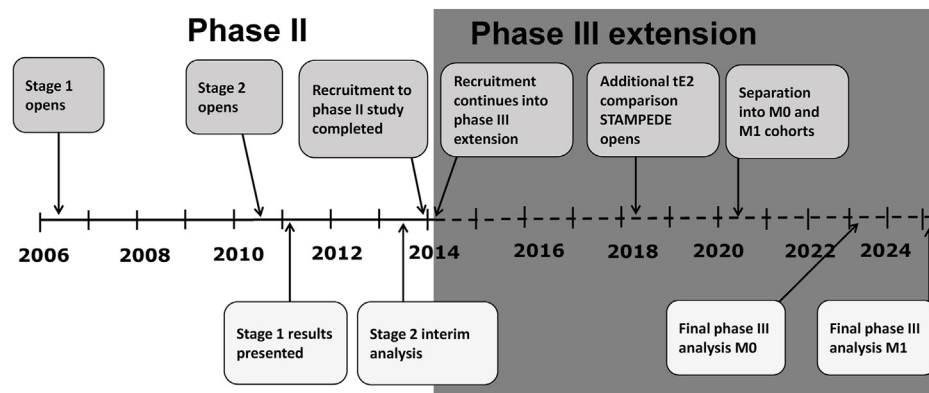 Phase II
Phase III extension
Stage 1
opens
Stage 2
opens
Recruitment to
phase II study
completed
Recruitment
continues into
phase III
extension
Additional tE2
comparison
STAMPEDE
opens
Separation
into M0 and
M1 cohorts
2006
2008
2010
2012
2014
2016
2018
2020
2022
2024
Stage 1 results
presented
Stage 2 interim
analysis
Final phase III
analysis M0
Final phase III
analysis M1